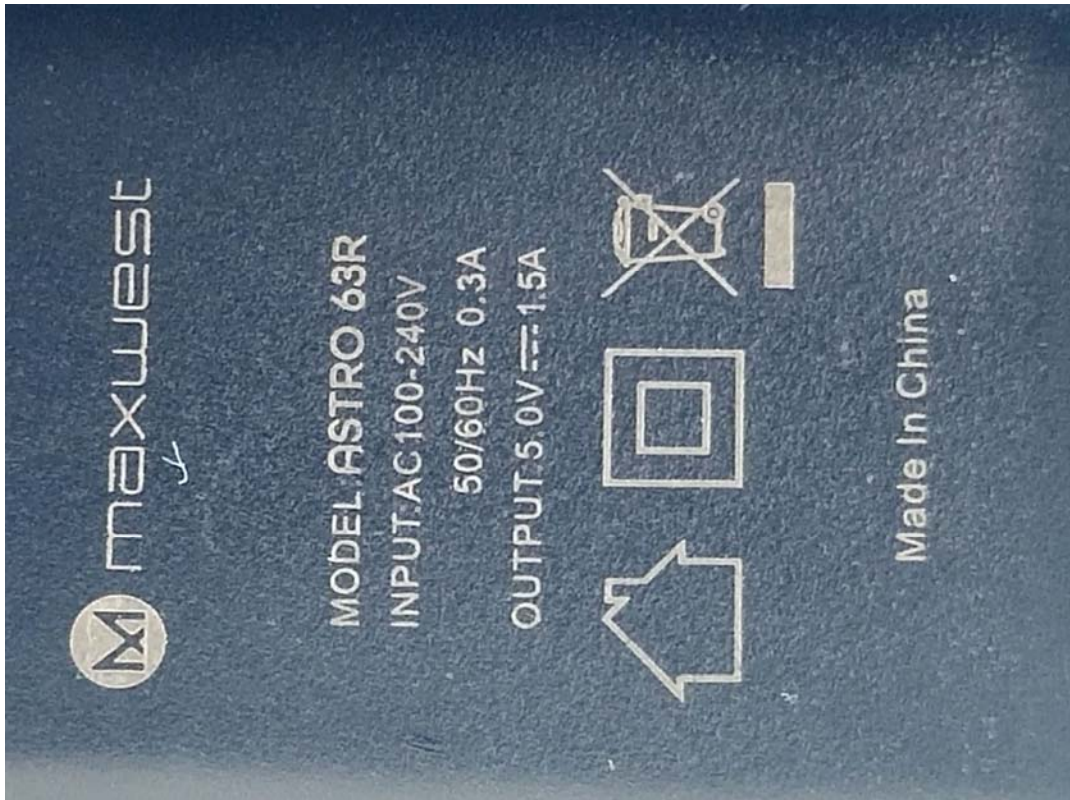 maxwest
MODEL:ASTRO 63R
INPUT:AC100-240V
50/60Hz 0.3A
OUTPUT:5.0V⎓1.5A
Made In China